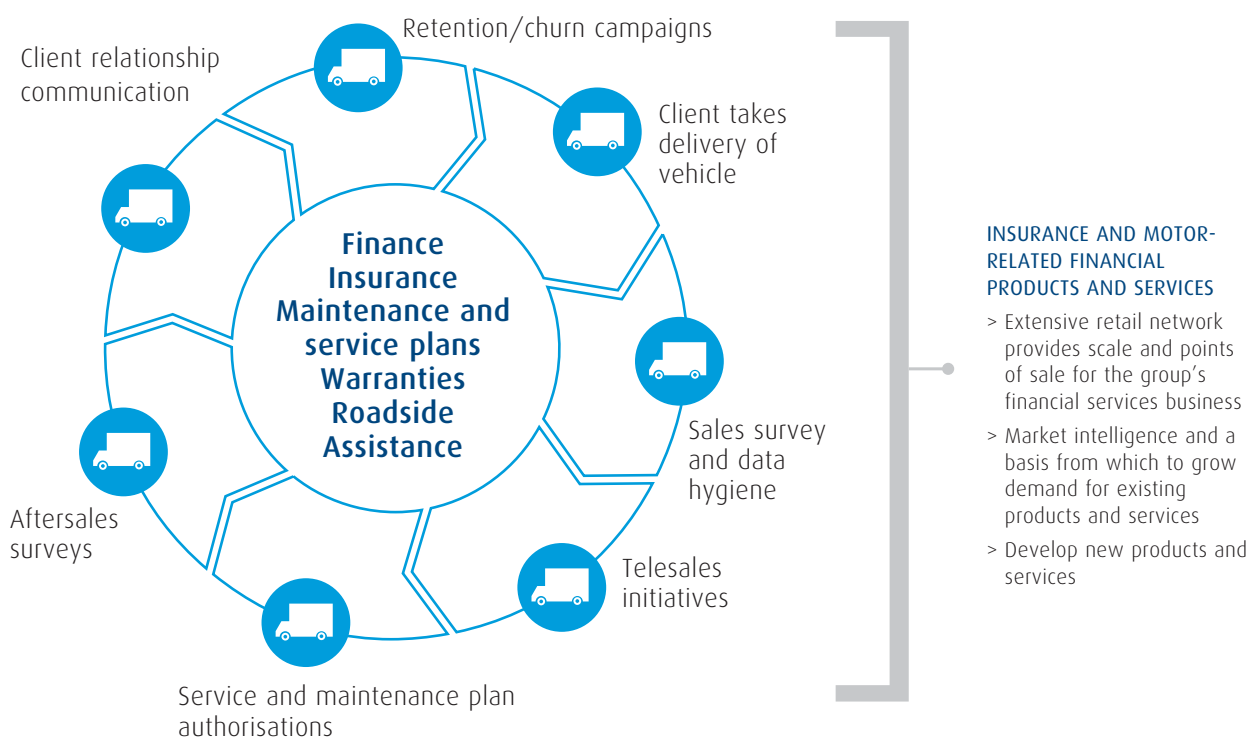 Retention/churn campaigns
Client relationship
communication
Client takes
delivery of
vehicle
Finance
Insurance
Maintenance and
service plans
Warranties
Roadside
Assistance
Sales survey
and data
hygiene
Aftersales
surveys
Telesales
initiatives
Service and maintenance plan
authorisations
INSURANCE AND MOTOR-
RELATED FINANCIAL
PRODUCTS AND SERVICES
> Extensive retail network
provides scale and points
of sale for the group’s
financial services business
> Market intelligence and a
basis from which to grow
demand for existing
products and services
> Develop new products and
services